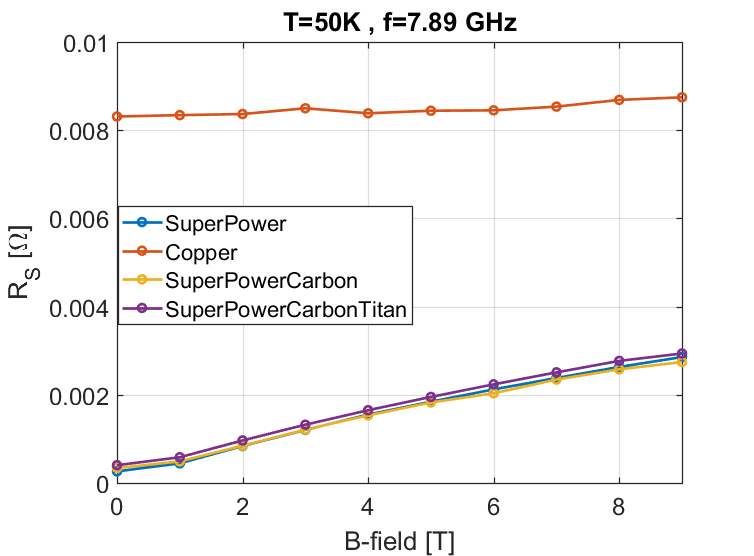 T=50K , f=7.89 GHz
0.01
0.008
0.006
0.004
0.002
0
R_S [Ω]
SuperPower
Copper
SuperPowerCarbon
SuperPowerCarbonTitan
0 2 4 6 8
B-field [T]